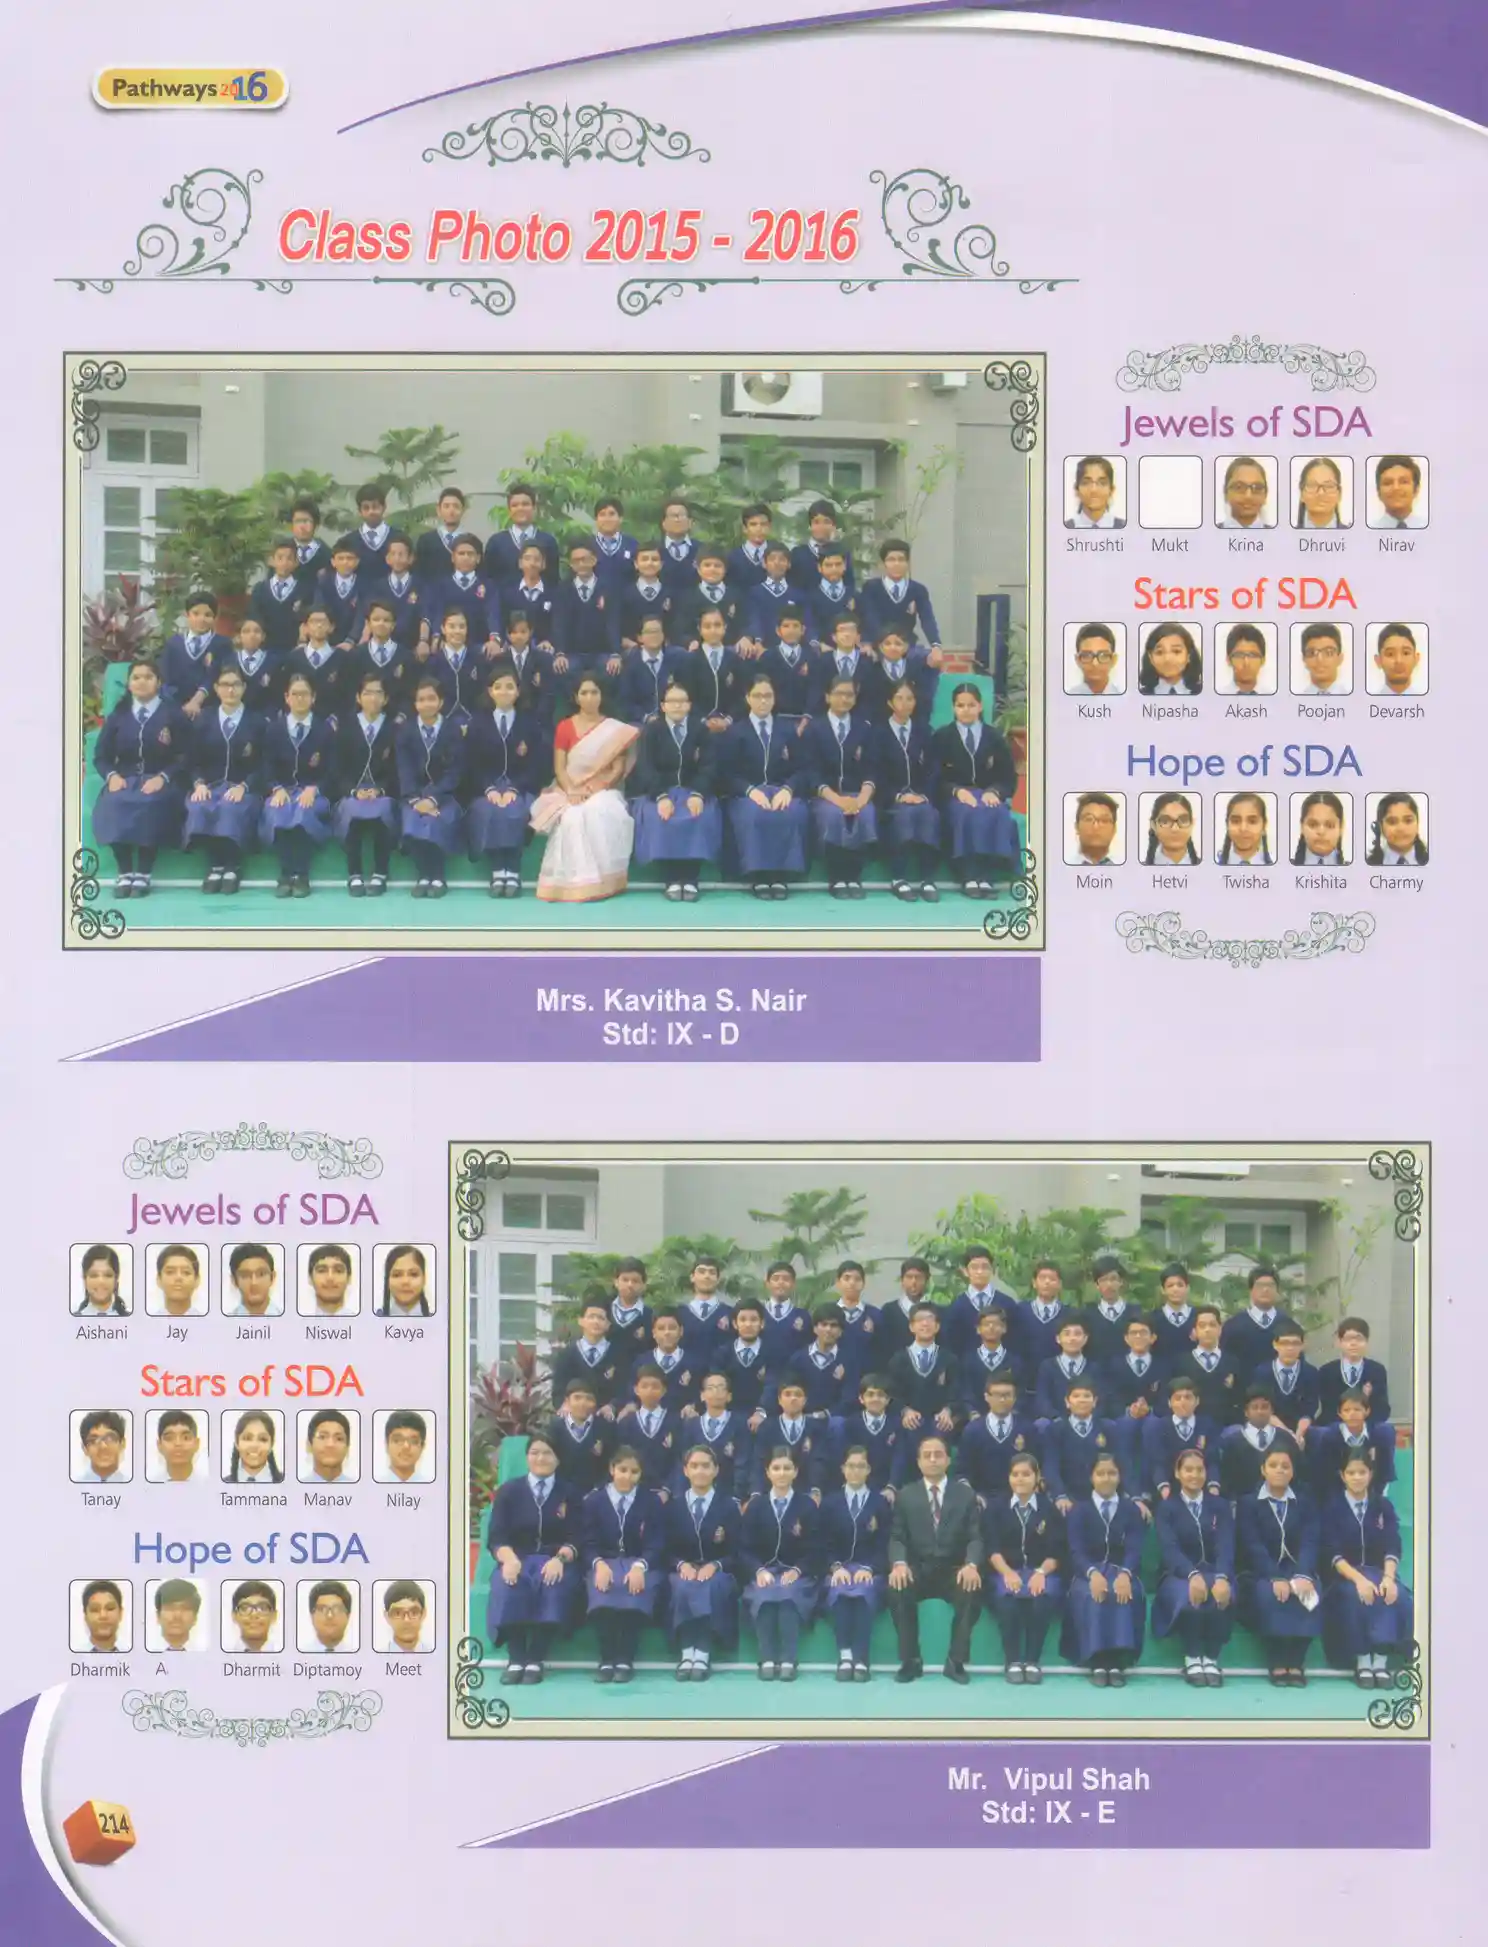 Pathways 2016
Class Photo 2015 - 2016
Jewels of SDA
Shrushti Mukt Krina Dhruvi Nirav
Stars of SDA
Kush Nipasha Akash Poojan Devarsh
Hope of SDA
Moin Hetvi Twisha Krishita Charmy
Mrs. Kavitha S. Nair
Std: IX - D
Jewels of SDA
Aishani Jay Jainil Niswal Kavya
Stars of SDA
Tanay Tammana Manav Nilay
Hope of SDA
Dharmik A Dharmit Diptamoy Meet
Mr. Vipul Shah
Std: IX - E
214